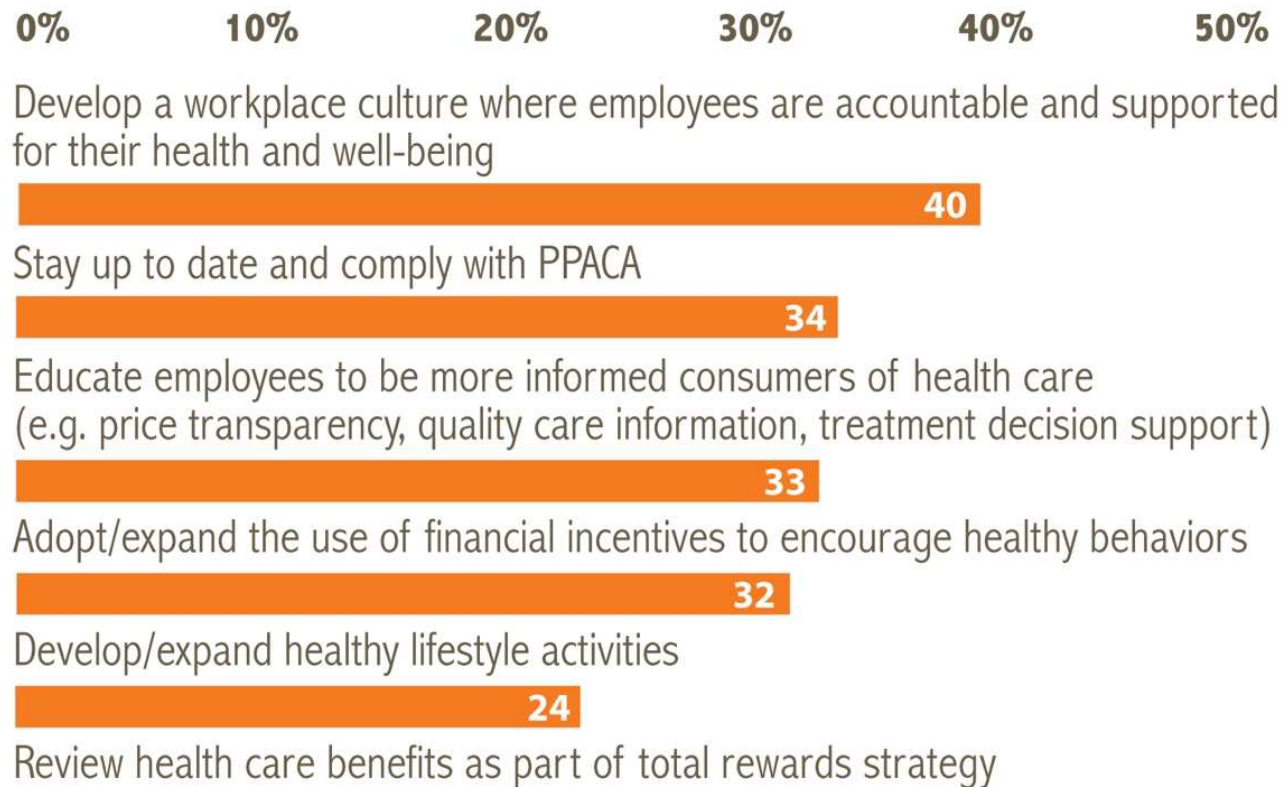 0% 10% 20% 30% 40% 50%
Develop a workplace culture where employees are accountable and supported
for their health and well-being
40
Stay up to date and comply with PPACA
34
Educate employees to be more informed consumers of health care
(e.g. price transparency, quality care information, treatment decision support)
33
Adopt/expand the use of financial incentives to encourage healthy behaviors
32
Develop/expand healthy lifestyle activities
24
Review health care benefits as part of total rewards strategy